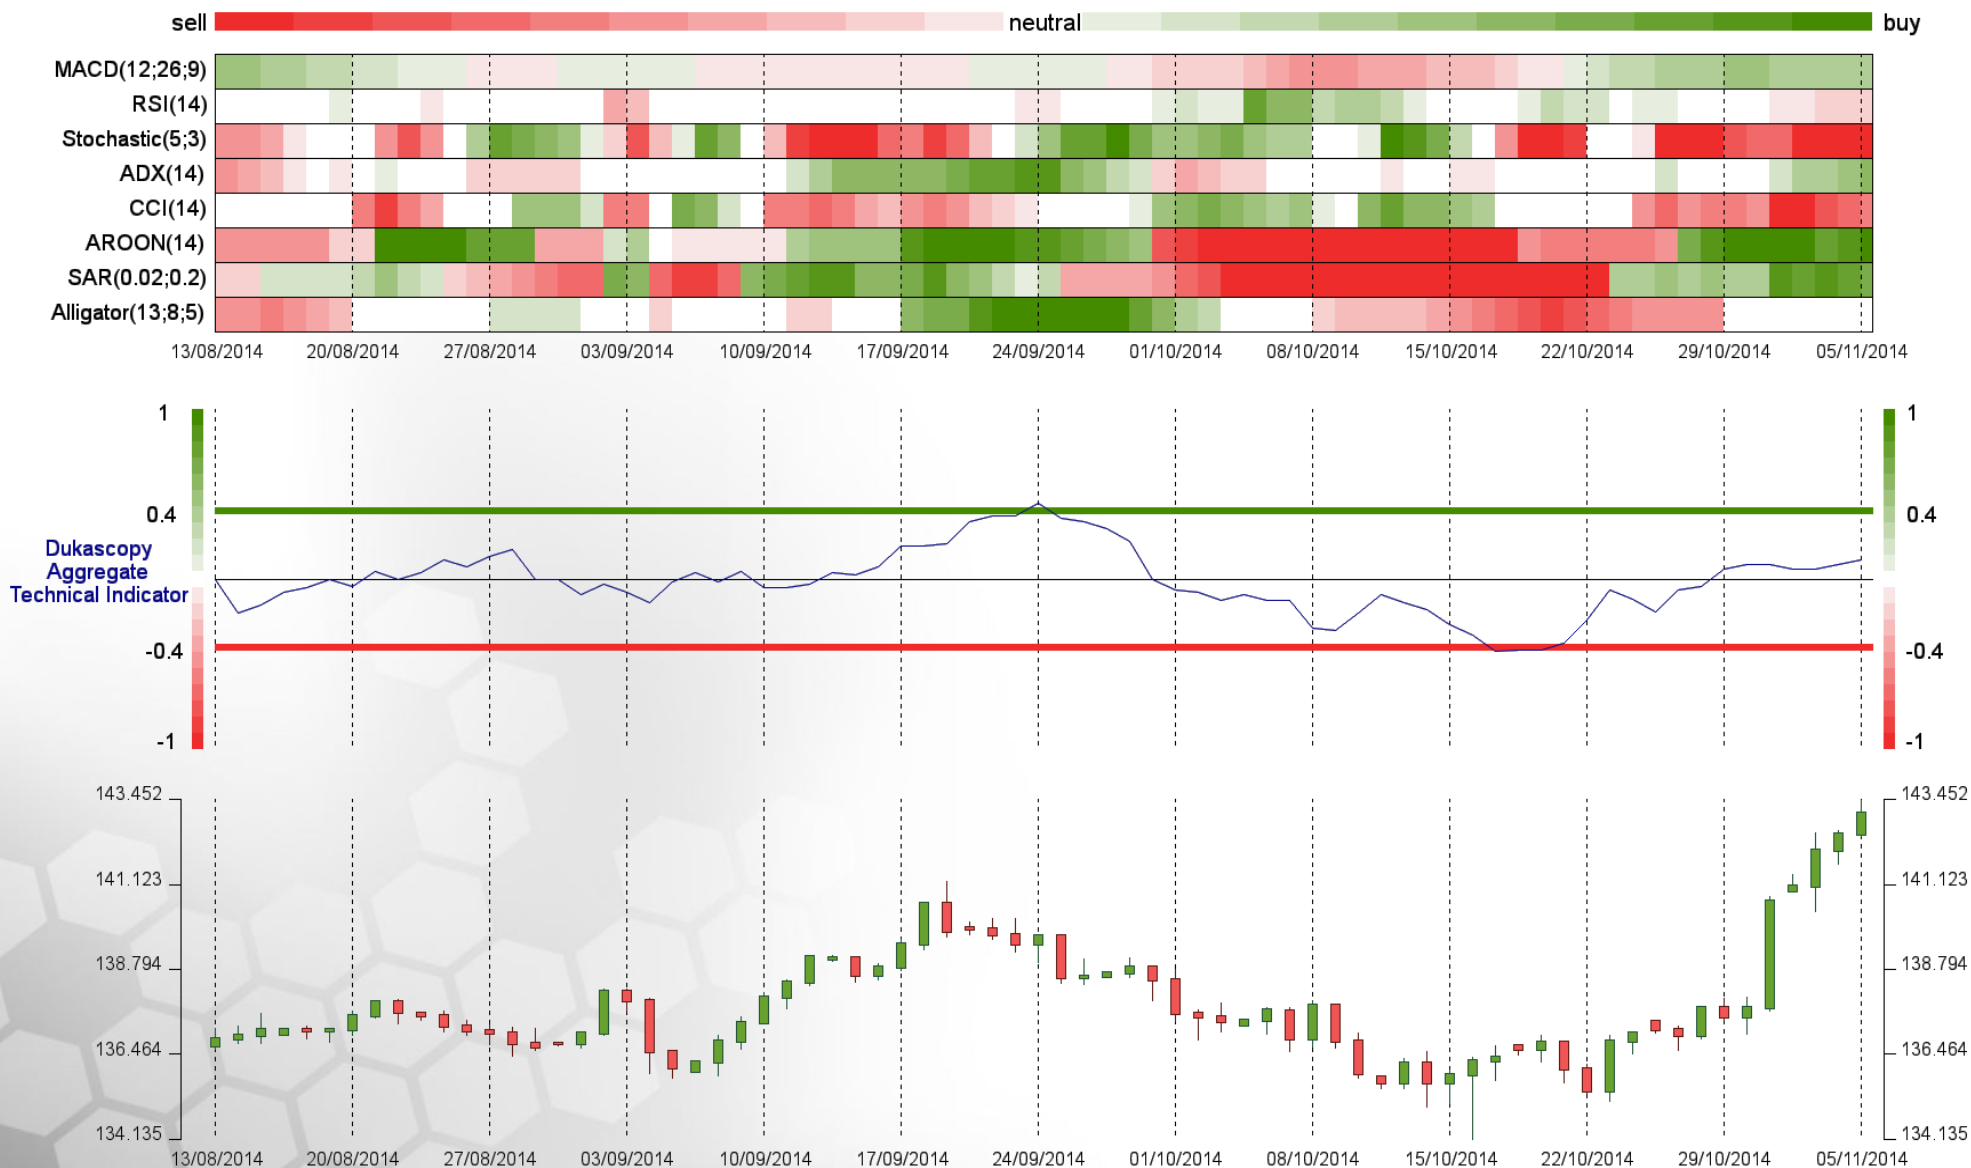 sell neutral buy
MACD(12;26;9)
RSI(14)
Stochastic(5;3)
ADX(14)
CCI(14)
AROON(14)
SAR(0.02;0.2)
Alligator(13;8;5)
13/08/2014 20/08/2014 27/08/2014 03/09/2014 10/09/2014 17/09/2014 24/09/2014 01/10/2014 08/10/2014 15/10/2014 22/10/2014 29/10/2014 05/11/2014
1 1
0.4 0.4
Dukascopy
Aggregate
Technical Indicator
-0.4 -0.4
-1 -1
143.452 143.452
141.123 141.123
138.794 138.794
136.464 136.464
134.135 134.135
13/08/2014 20/08/2014 27/08/2014 03/09/2014 10/09/2014 17/09/2014 24/09/2014 01/10/2014 08/10/2014 15/10/2014 22/10/2014 29/10/2014 05/11/2014